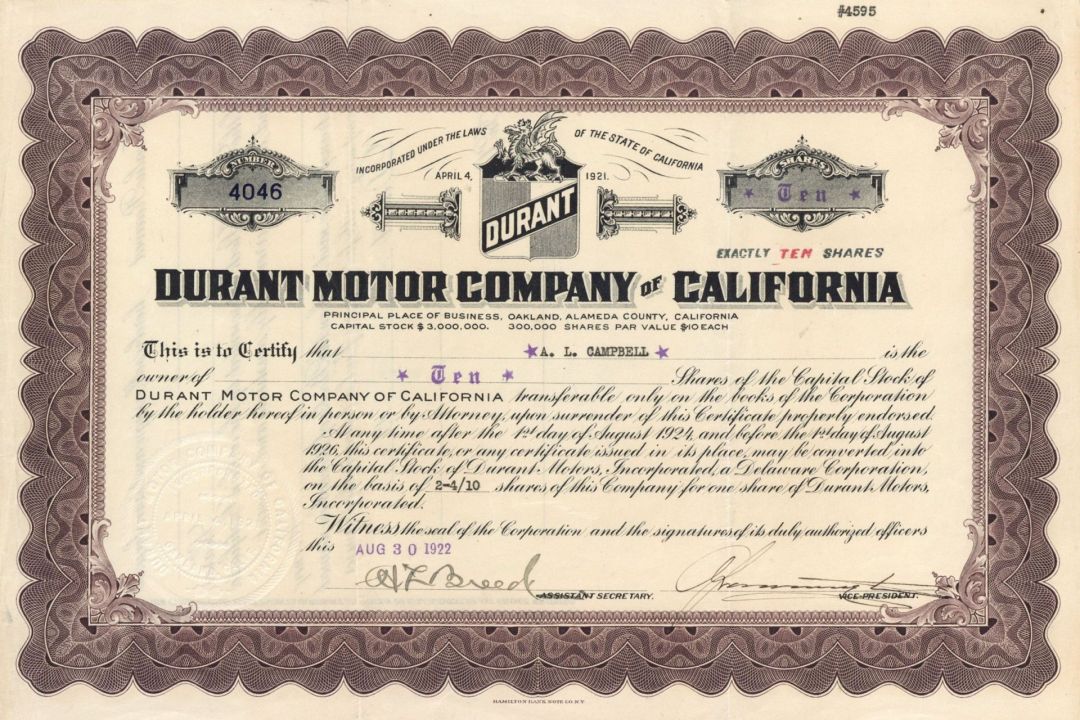 #4595
INCORPORATED UNDER THE LAWS OF THE STATE OF CALIFORNIA
APRIL 4, 1921.
NUMBER
4046
SHARES
★ Ten ★
DURANT
EXACTLY TEN SHARES
DURANT MOTOR COMPANY OF CALIFORNIA
PRINCIPAL PLACE OF BUSINESS, OAKLAND, ALAMEDA COUNTY, CALIFORNIA
CAPITAL STOCK $3,000,000. 300,000 SHARES PAR VALUE $10 EACH
This is to Certify that ★A. L. CAMPBELL★ is the
owner of ★ Ten ★ Shares of the Capital Stock of
DURANT MOTOR COMPANY OF CALIFORNIA transferable only on the books of the Corporation
by the holder hereof in person or by Attorney, upon surrender of this Certificate properly endorsed.
At any time after the 1st day of August 1924, and before the 1st day of August
1926, this certificate, or any certificate issued in its place, may be converted into
the Capital Stock of Durant Motors, Incorporated, a Delaware Corporation,
on the basis of 2-4/10 shares of this Company for one share of Durant Motors,
Incorporated.
Witness the seal of the Corporation and the signatures of its duly authorized officers
this AUG 30 1922
Breed
ASSISTANT SECRETARY.
VICE-PRESIDENT.
HAMILTON BANK NOTE CO. N.Y.